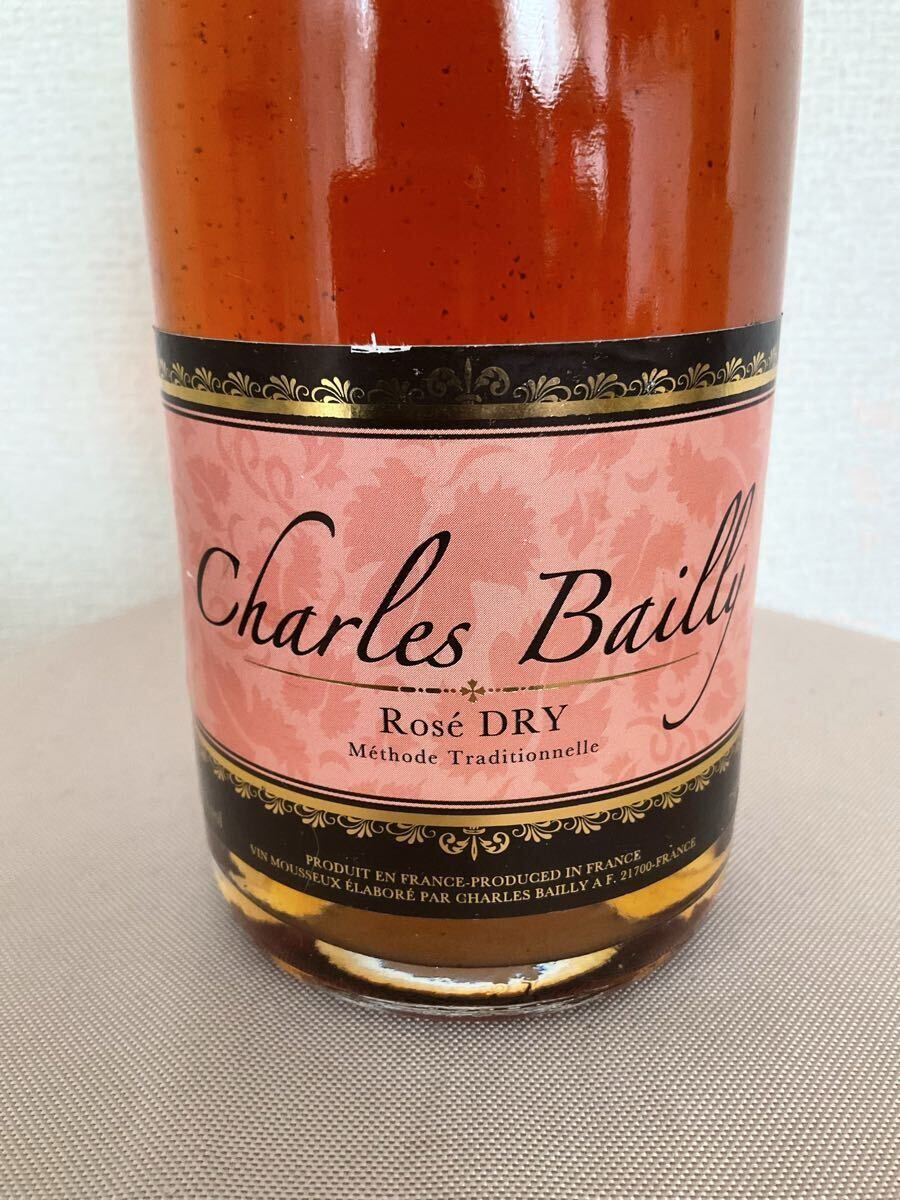 Charles Bailly
Rosé DRY
Méthode Traditionnelle
PRODUIT EN FRANCE-PRODUCED IN FRANCE
VIN MOUSSEUX ÉLABORÉ PAR CHARLES BAILLY A F. 21700-FRANCE